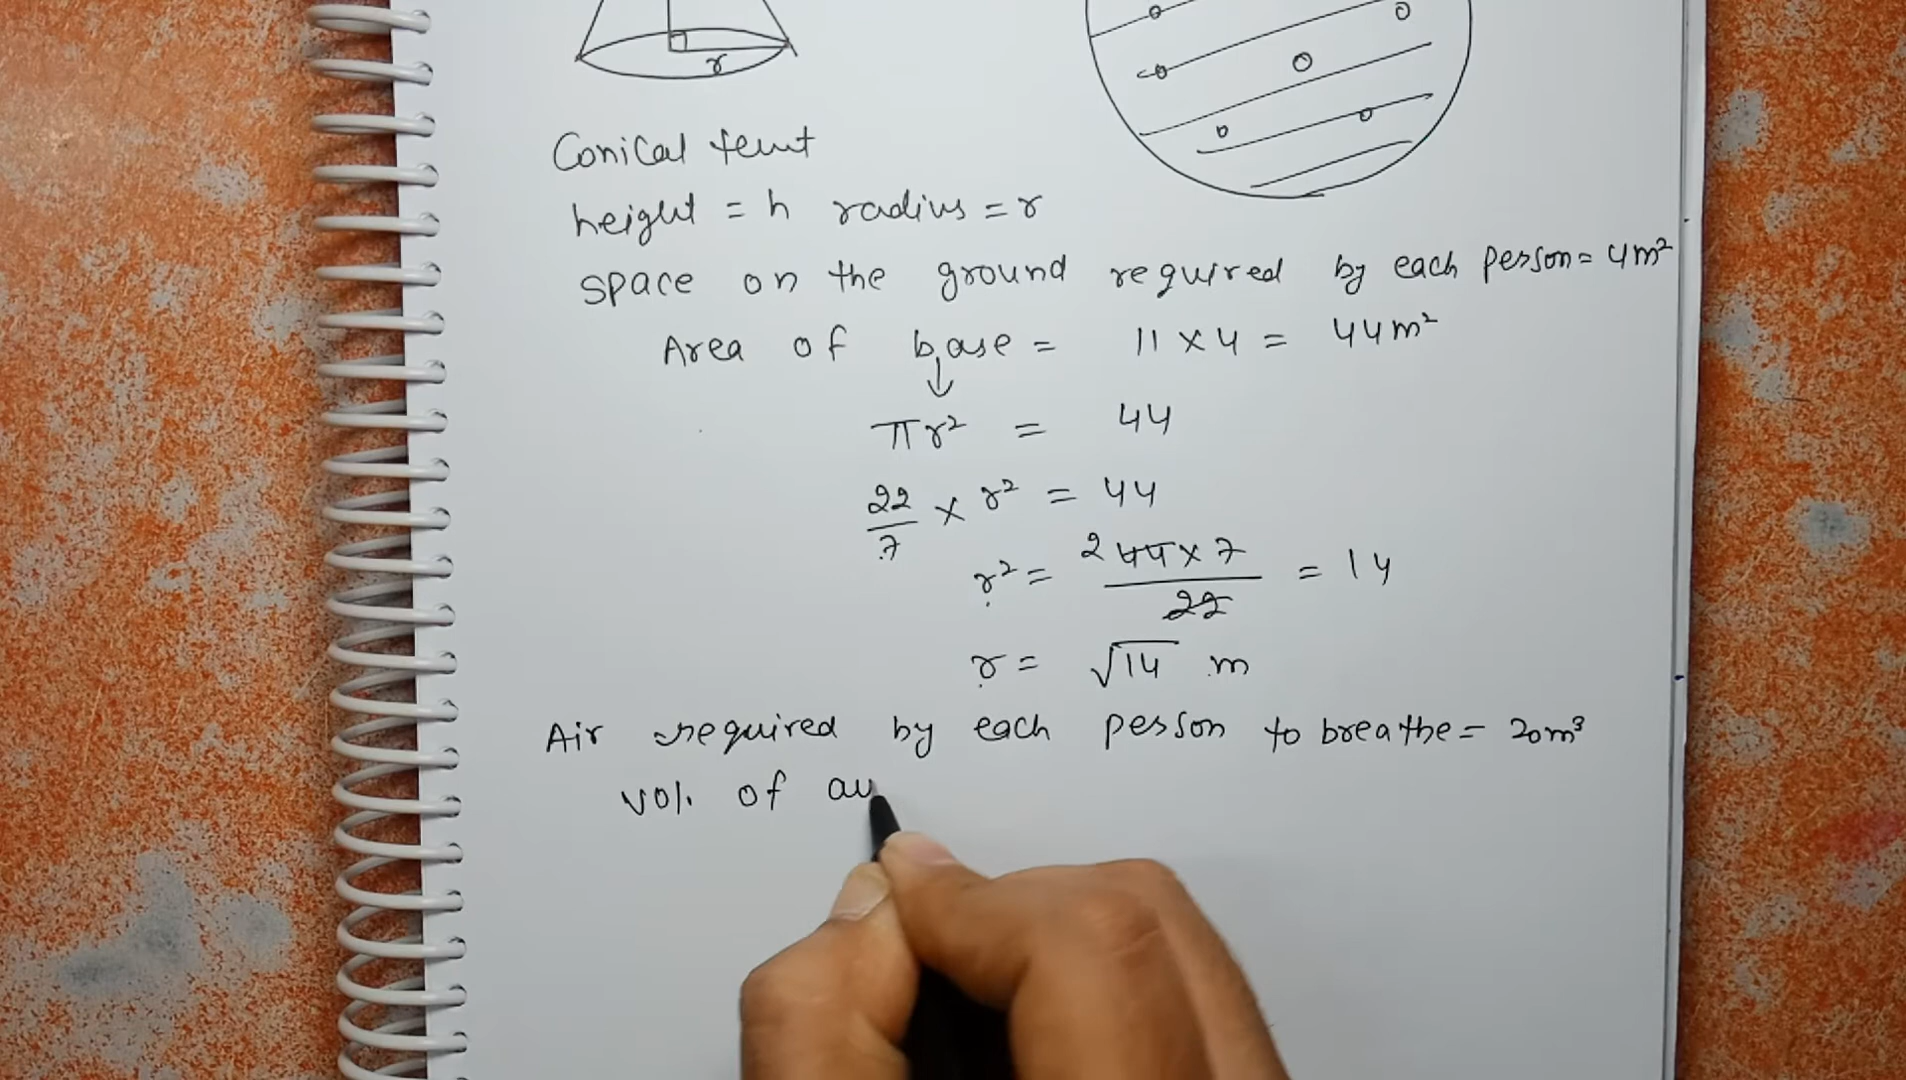 r
Conical tent
height = h radius = r
space on the ground required by each person = 4m²
Area of base = 11 × 4 = 44m²
↓
πr² = 44
22/7 × r² = 44
r² = 2 44 × 7 / 22 = 14
r = √14 m
Air required by each person to breathe = 20m³
vol. of